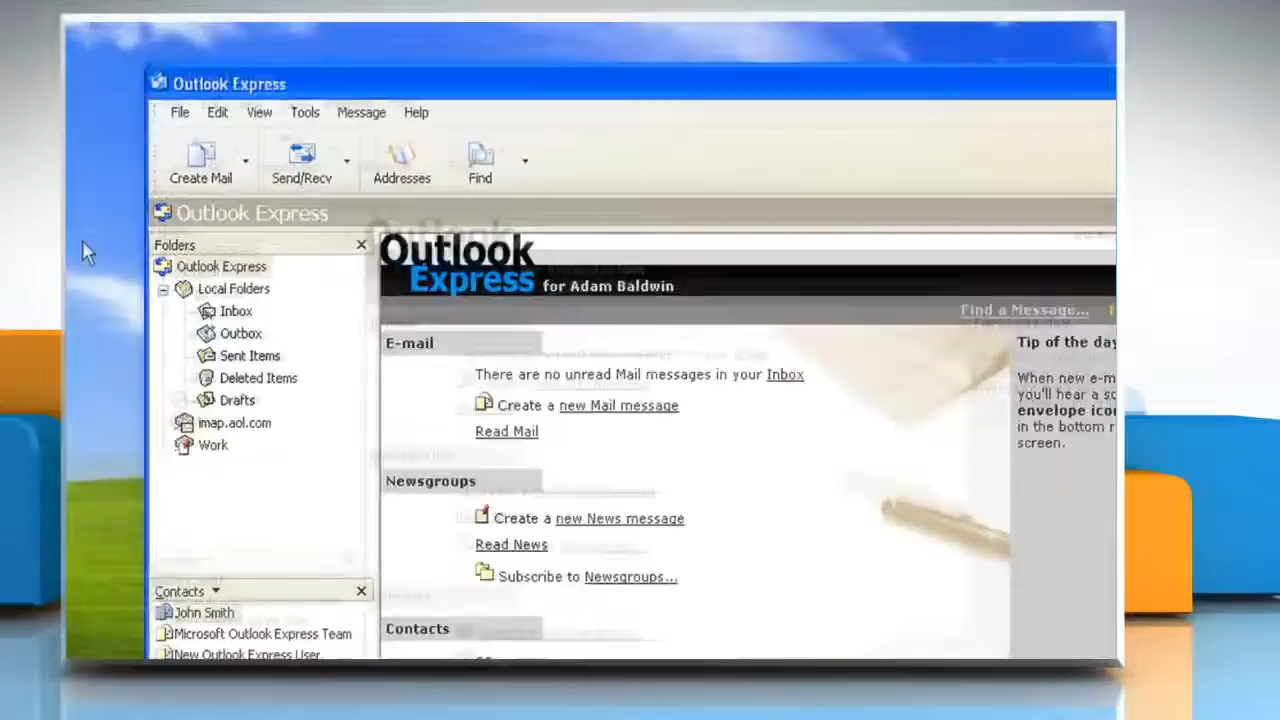 Outlook Express
File Edit View Tools Message Help
Create Mail Send/Recv Addresses Find
Outlook Express
Folders
Outlook Express
Local Folders
Inbox
Outbox
Sent Items
Deleted Items
Drafts
imap.aol.com
Work
Contacts
John Smith
Microsoft Outlook Express Team
New Outlook Express User
Outlook
Express for Adam Baldwin
Find a Message...
E-mail
There are no unread Mail messages in your Inbox
Create a new Mail message
Read Mail
Newsgroups
Create a new News message
Read News
Subscribe to Newsgroups...
Contacts
Tip of the day
When new e-m
you'll hear a so
envelope icon
in the bottom r
screen.